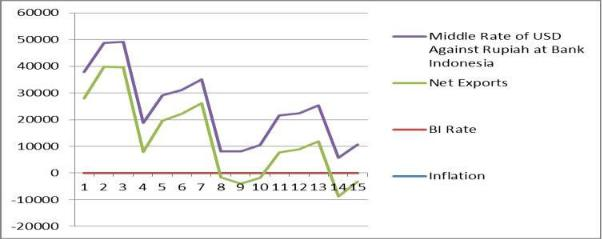 60000
50000
40000
30000
20000
10000
0
-10000
-20000
1 2 3 4 5 6 7 8 9 10 11 12 13 14 15
Middle Rate of USD
Against Rupiah at Bank
Indonesia
Net Exports
BI Rate
Inflation